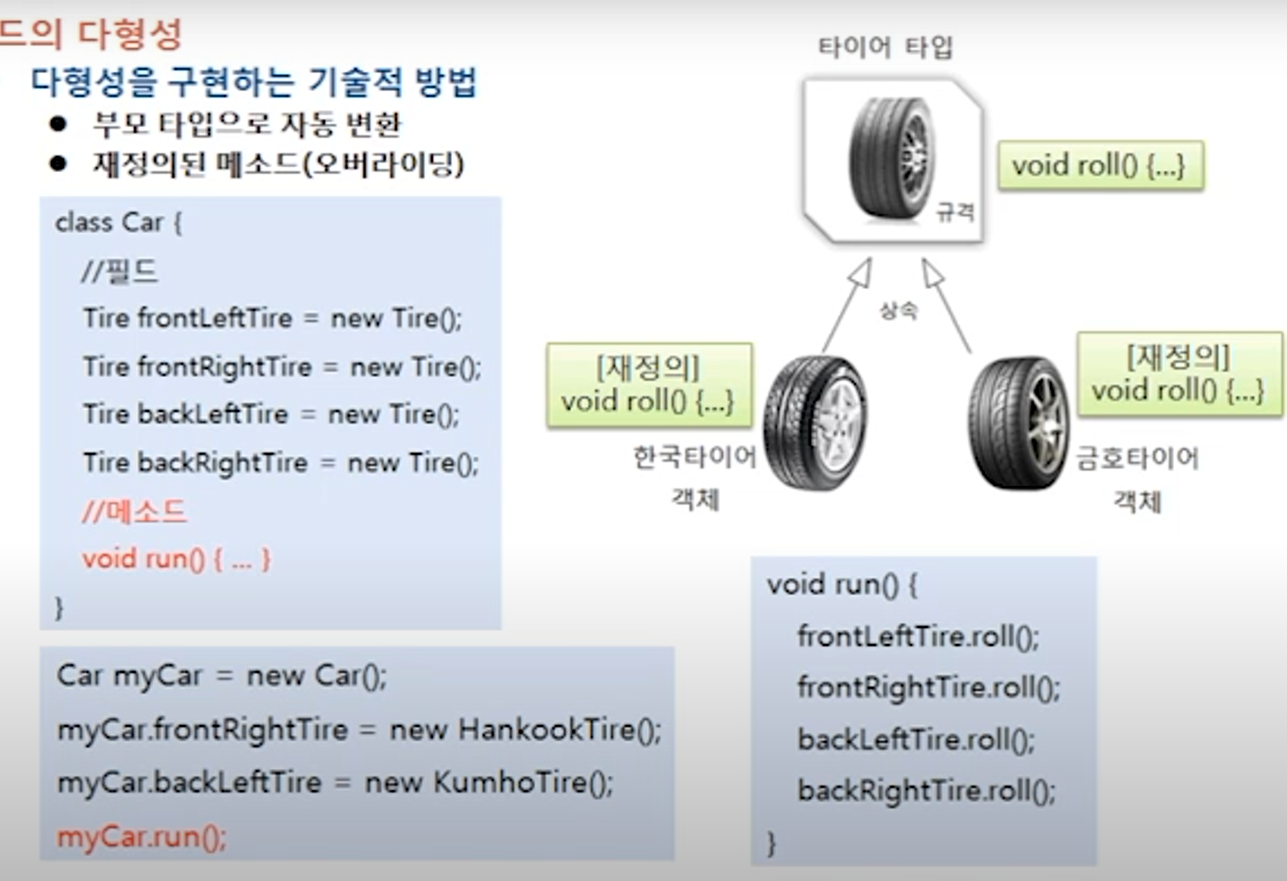 드의 다형성
다형성을 구현하는 기술적 방법
● 부모 타입으로 자동 변환
● 재정의된 메소드(오버라이딩)
class Car {
//필드
Tire frontLeftTire = new Tire();
Tire frontRightTire = new Tire();
Tire backLeftTire = new Tire();
Tire backRightTire = new Tire();
//메소드
void run() { ... }
}
Car myCar = new Car();
myCar.frontRightTire = new HankookTire();
myCar.backLeftTire = new KumhoTire();
myCar.run();
타이어 타입
규격
void roll() {...}
상속
[재정의]
void roll() {...}
한국타이어
객체
[재정의]
void roll() {...}
금호타이어
객체
void run() {
frontLeftTire.roll();
frontRightTire.roll();
backLeftTire.roll();
backRightTire.roll();
}